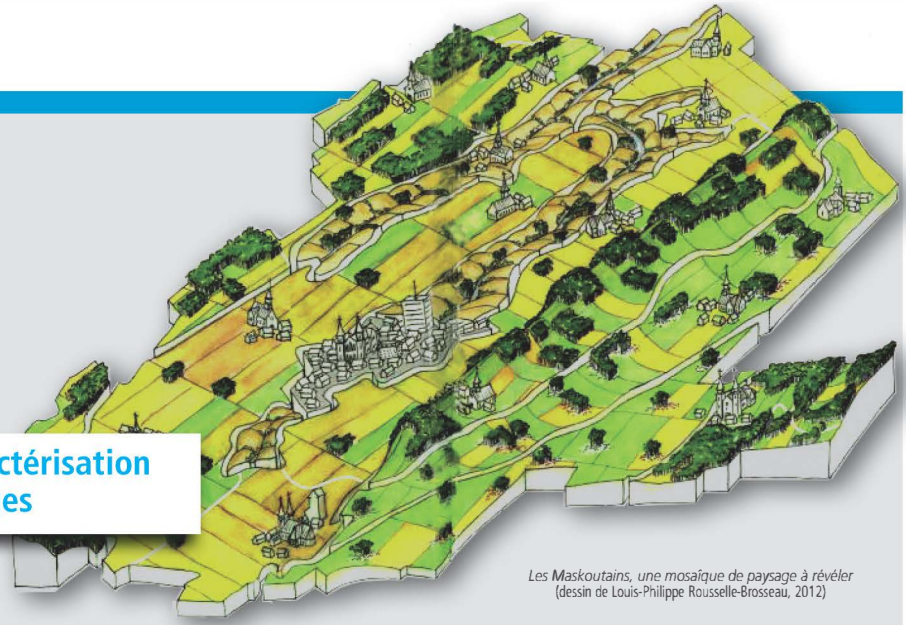 ctérisation
es
Les Maskoutains, une mosaïque de paysage à révéler
(dessin de Louis-Philippe Rousselle-Brosseau, 2012)